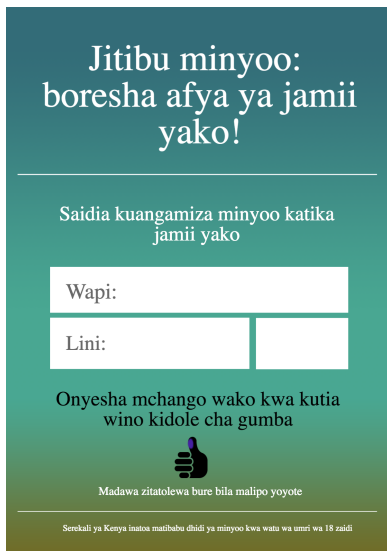 Jitibu minyoo:
boresha afya ya jamii
yako!
Saidia kuangamiza minyoo katika
jamii yako
Wapi:
Lini:
Onyesha mchango wako kwa kutia
wino kidole cha gumba
Madawa zitatolewa bure bila malipo yoyote
Serekali ya Kenya inatoa matibabu dhidi ya minyoo kwa watu wa umri wa 18 zaidi